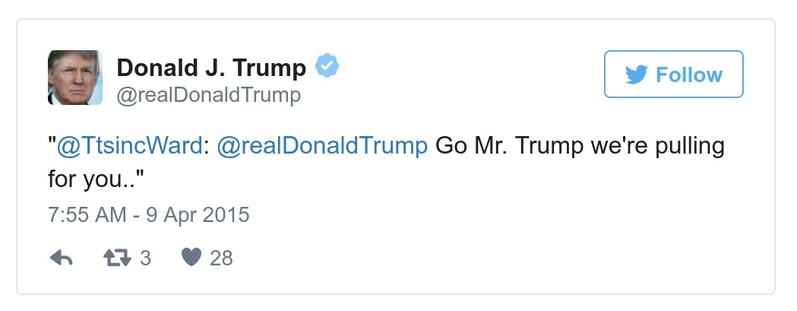 Donald J. Trump
@realDonaldTrump
Follow
"@TtsincWard: @realDonaldTrump Go Mr. Trump we're pulling
for you.."
7:55 AM - 9 Apr 2015
3 28